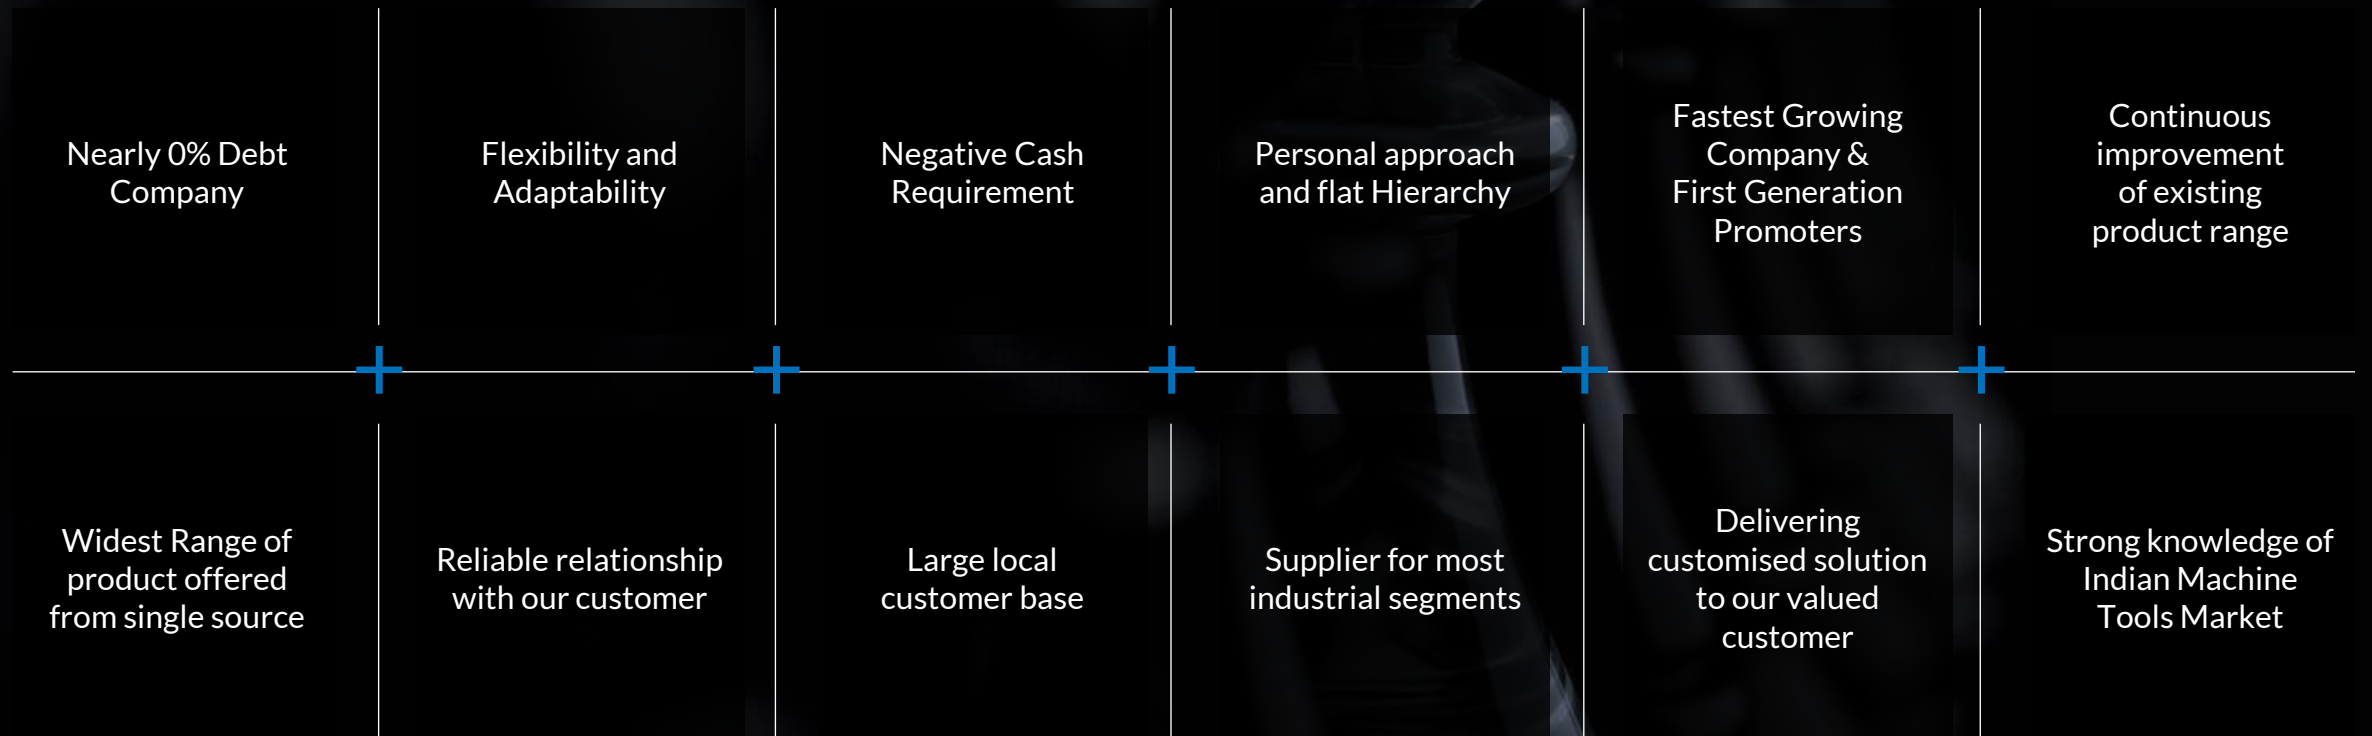 Nearly 0% Debt
Company
Flexibility and
Adaptability
Negative Cash
Requirement
Personal approach
and flat Hierarchy
Fastest Growing
Company &
First Generation
Promoters
Continuous
improvement
of existing
product range
Widest Range of
product offered
from single source
Reliable relationship
with our customer
Large local
customer base
Supplier for most
industrial segments
Delivering
customised solution
to our valued
customer
Strong knowledge of
Indian Machine
Tools Market